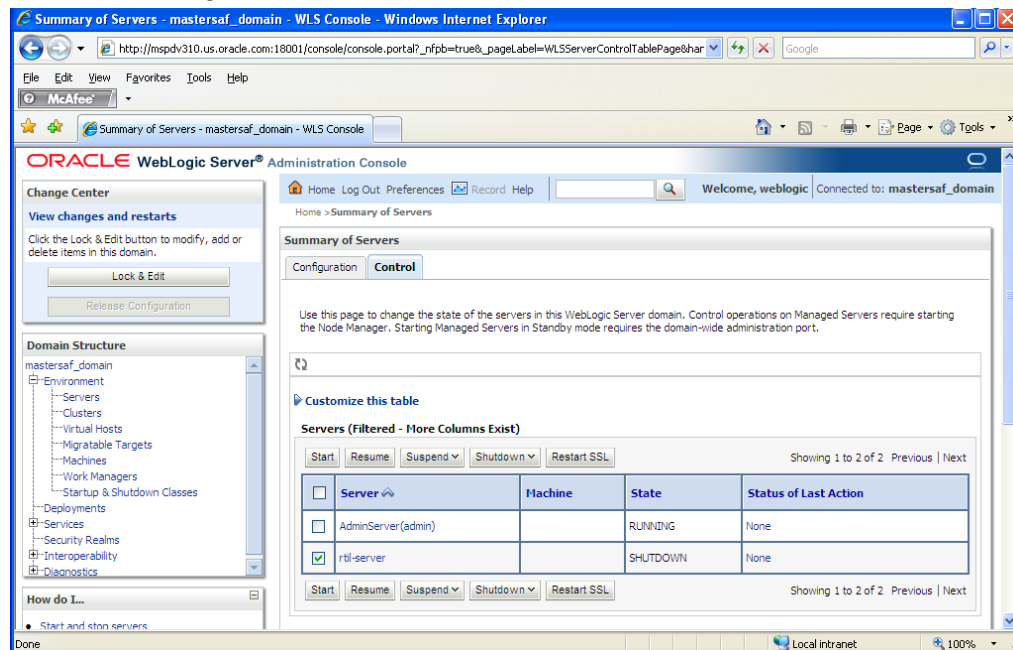 Summary of Servers - mastersaf_domain - WLS Console - Windows Internet Explorer
http://mspdv310.us.oracle.com:18001/console/console.portal?_nfpb=true&_pageLabel=WLSServerControlTablePage&har
Google
File Edit View Favorites Tools Help
McAfee
Summary of Servers - mastersaf_domain - WLS Console
Page Tools
ORACLE WebLogic Server® Administration Console
Change Center
View changes and restarts
Click the Lock & Edit button to modify, add or
delete items in this domain.
Lock & Edit
Release Configuration
Domain Structure
mastersaf_domain
Environment
Servers
Clusters
Virtual Hosts
Migratable Targets
Machines
Work Managers
Startup & Shutdown Classes
Deployments
Services
Security Realms
Interoperability
Diagnostics
How do I...
Start and stop servers
Home Log Out Preferences Record Help
Welcome, weblogic Connected to: mastersaf_domain
Home >Summary of Servers
Summary of Servers
Configuration Control
Use this page to change the state of the servers in this WebLogic Server domain. Control operations on Managed Servers require starting
the Node Manager. Starting Managed Servers in Standby mode requires the domain-wide administration port.
Customize this table
Servers (Filtered - More Columns Exist)
Start Resume Suspend Shutdown Restart SSL Showing 1 to 2 of 2 Previous | Next
Server Machine State Status of Last Action
AdminServer(admin) RUNNING None
rtil-server SHUTDOWN None
Start Resume Suspend Shutdown Restart SSL Showing 1 to 2 of 2 Previous | Next
Done Local intranet 100%